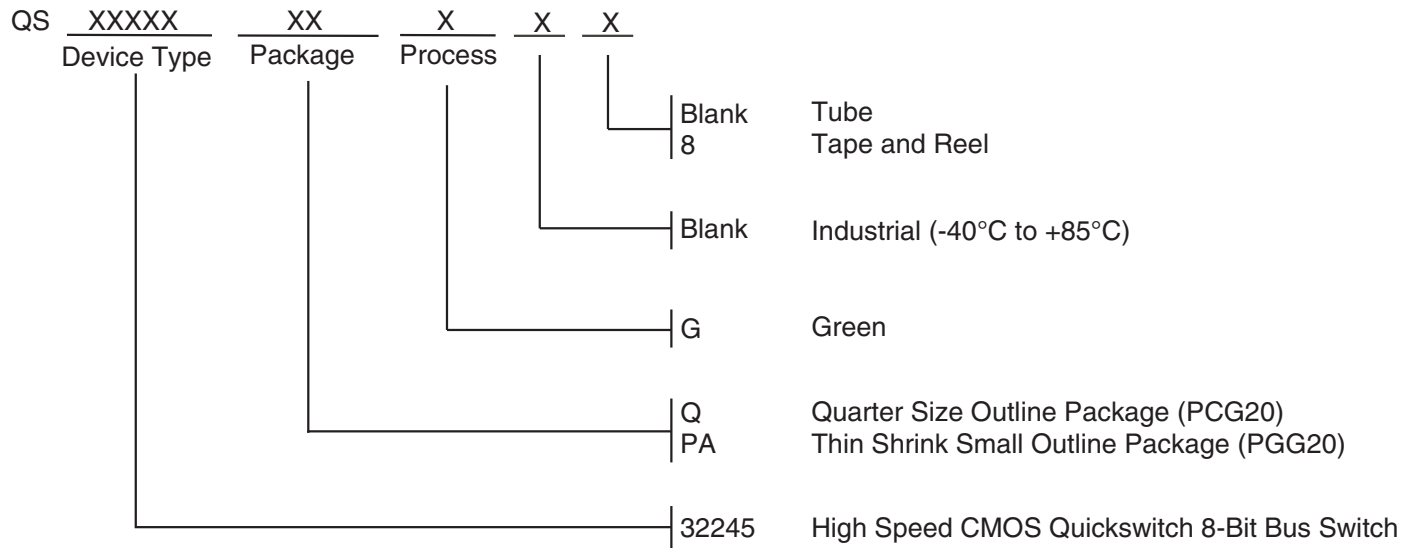 QS XXXXX XX X X X
Device Type Package Process
Blank Tube
8 Tape and Reel
Blank Industrial (-40°C to +85°C)
G Green
Q Quarter Size Outline Package (PCG20)
PA Thin Shrink Small Outline Package (PGG20)
32245 High Speed CMOS Quickswitch 8-Bit Bus Switch